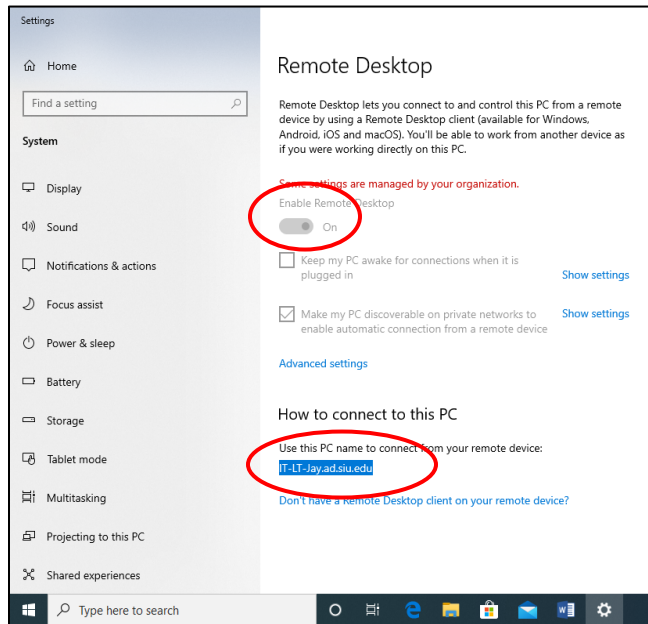 Settings
Home
Find a setting
System
Display
Sound
Notifications & actions
Focus assist
Power & sleep
Battery
Storage
Tablet mode
Multitasking
Projecting to this PC
Shared experiences
Remote Desktop
Remote Desktop lets you connect to and control this PC from a remote
device by using a Remote Desktop client (available for Windows,
Android, iOS and macOS). You'll be able to work from another device as
if you were working directly on this PC.
Some settings are managed by your organization.
Enable Remote Desktop
On
Keep my PC awake for connections when it is
plugged in
Show settings
Make my PC discoverable on private networks to
enable automatic connection from a remote device
Show settings
Advanced settings
How to connect to this PC
Use this PC name to connect from your remote device:
IT-LT-Jay.ad.siu.edu
Don't have a Remote Desktop client on your remote device?
Type here to search